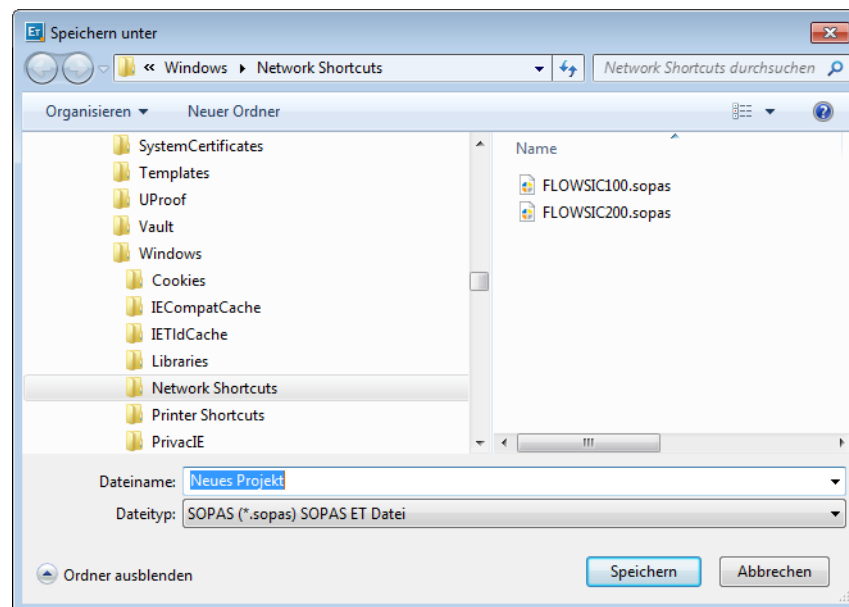 ET Speichern unter
« Windows Network Shortcuts Network Shortcuts durchsuchen
Organisieren Neuer Ordner
SystemCertificates
Templates
UProof
Vault
Windows
Cookies
IECompatCache
IETldCache
Libraries
Network Shortcuts
Printer Shortcuts
PrivacIE
Name
FLOWSIC100.sopas
FLOWSIC200.sopas
Dateiname: Neues Projekt
Dateityp: SOPAS (*.sopas) SOPAS ET Datei
Ordner ausblenden Speichern Abbrechen